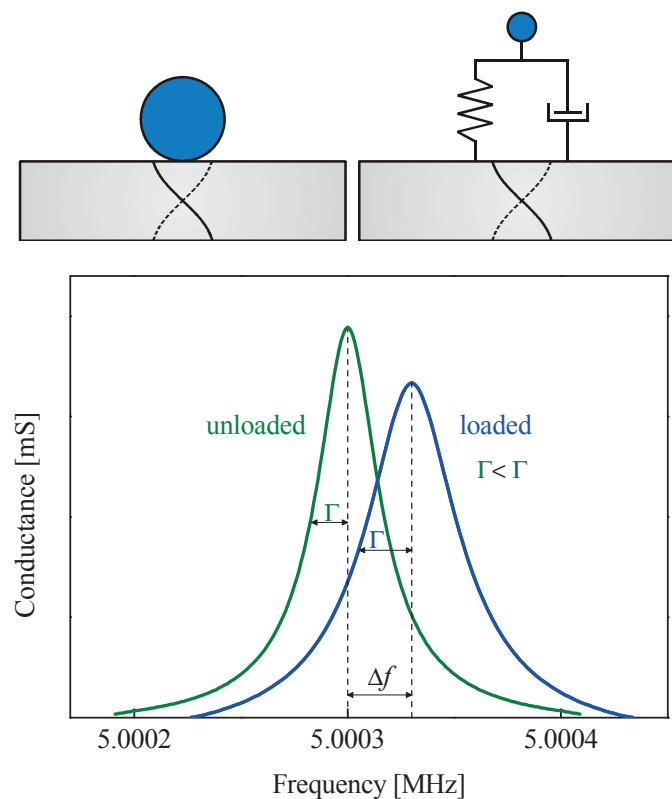 unloaded
loaded
Γ< Γ
Γ
Γ
Δf
Conductance [mS]
5.0002
5.0003
5.0004
Frequency [MHz]